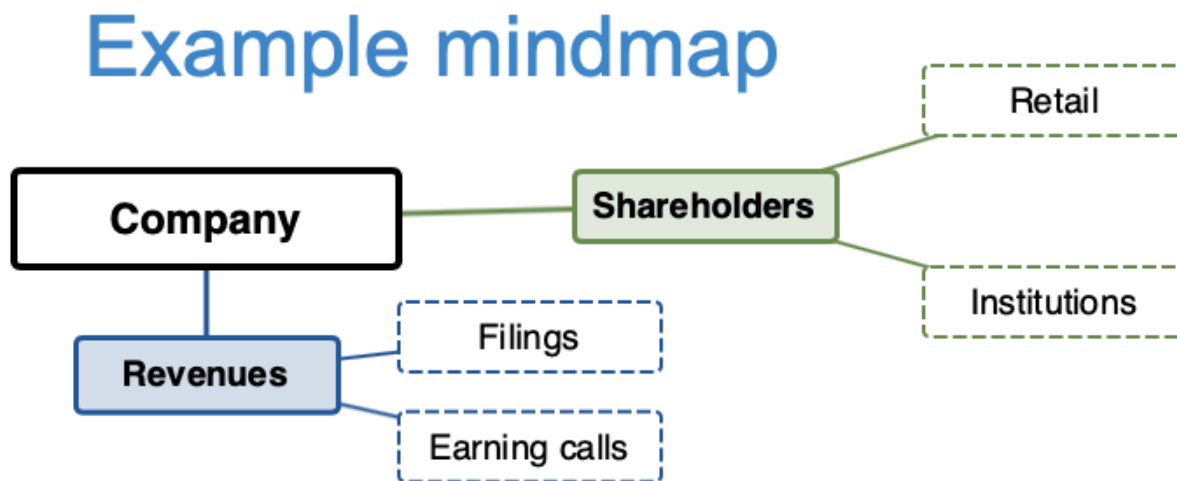 Example mindmap
Retail
Company
Shareholders
Institutions
Filings
Revenues
Earning calls